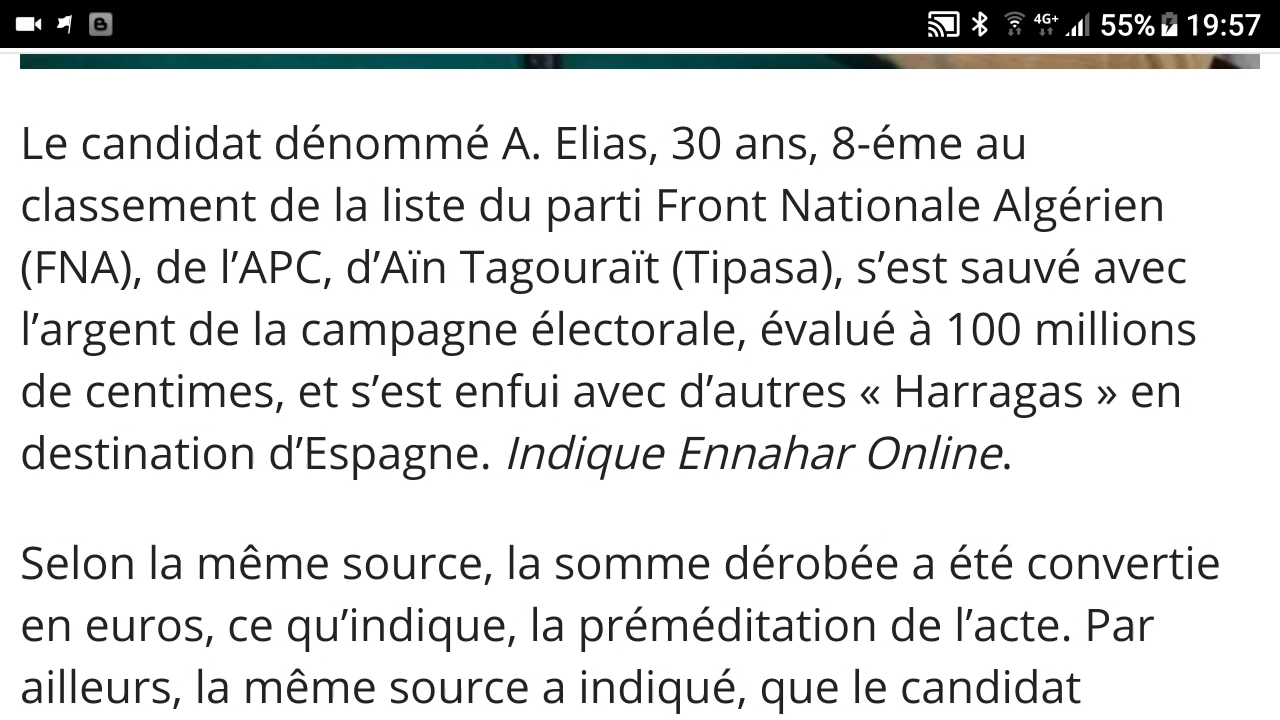 4G+ 55% 19:57
Le candidat dénommé A. Elias, 30 ans, 8-éme au
classement de la liste du parti Front Nationale Algérien
(FNA), de l’APC, d’Aïn Tagouraït (Tipasa), s’est sauvé avec
l’argent de la campagne électorale, évalué à 100 millions
de centimes, et s’est enfui avec d’autres « Harragas » en
destination d’Espagne. Indique Ennahar Online.
Selon la même source, la somme dérobée a été convertie
en euros, ce qu’indique, la préméditation de l’acte. Par
ailleurs, la même source a indiqué, que le candidat